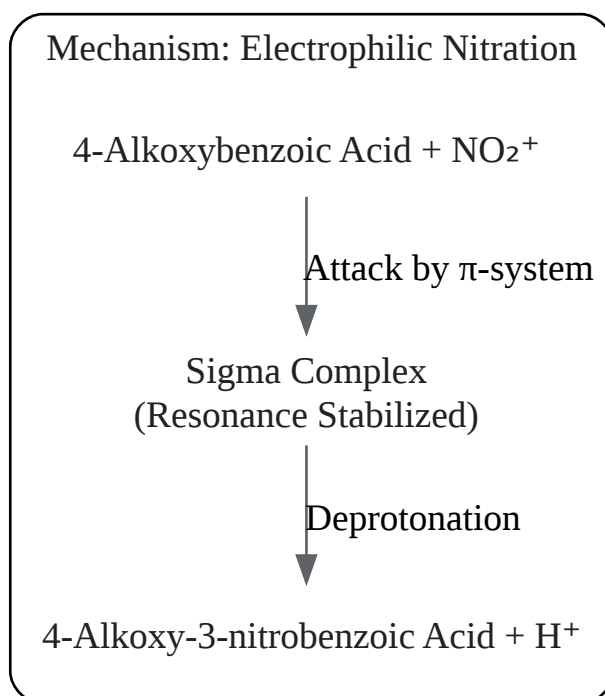 Mechanism: Electrophilic Nitration
4-Alkoxybenzoic Acid + NO₂⁺
Attack by π-system
Sigma Complex
(Resonance Stabilized)
Deprotonation
4-Alkoxy-3-nitrobenzoic Acid + H⁺